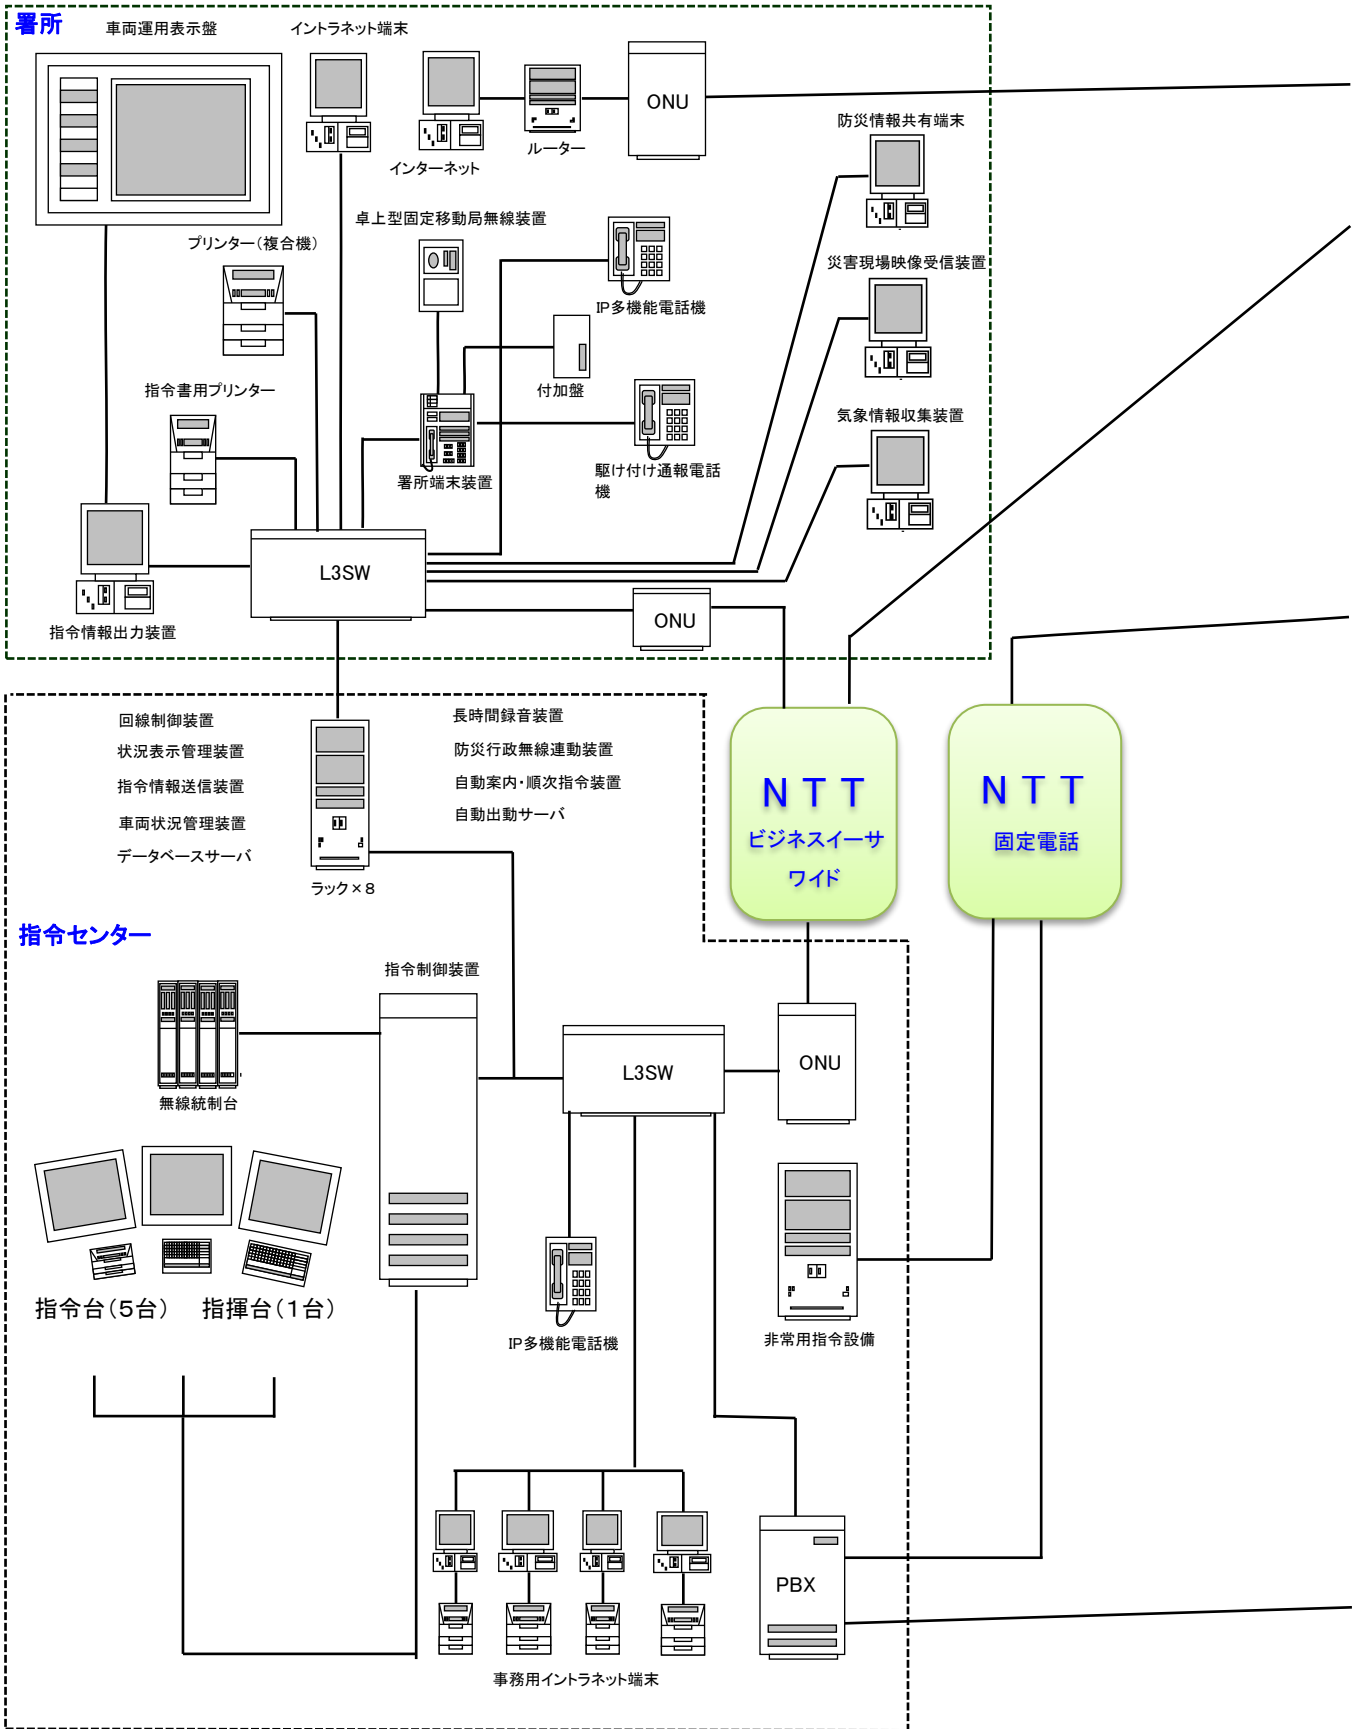 署所
車両運用表示盤
イントラネット端末
ONU
防災情報共有端末
ルーター
インターネット
卓上型固定移動局無線装置
プリンター(複合機)
災害現場映像受信装置
IP多機能電話機
指令書用プリンター
付加盤
気象情報収集装置
署所端末装置
駆け付け通報電話
機
L3SW
ONU
指令情報出力装置
回線制御装置
長時間録音装置
状況表示管理装置
防災行政無線連動装置
指令情報送信装置
自動案内・順次指令装置
車両状況管理装置
自動出動サーバ
データベースサーバ
ラック×8
NTT
ビジネスイーサ
ワイド
NTT
固定電話
指令センター
指令制御装置
L3SW
ONU
無線統制台
指令台(5台)
指揮台(1台)
IP多機能電話機
非常用指令設備
PBX
事務用イントラネット端末